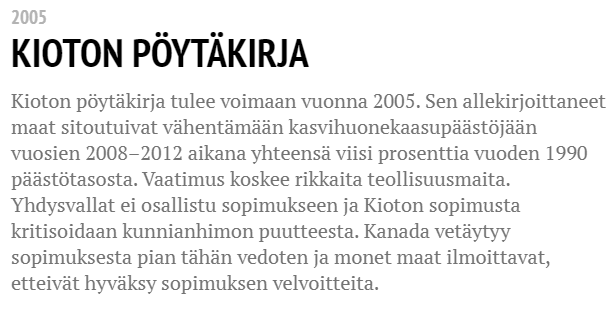 2005
KIOTON PÖYTÄKIRJA
Kioton pöytäkirja tulee voimaan vuonna 2005. Sen allekirjoittaneet
maat sitoutuivat vähentämään kasvihuonekaasupäästöjään
vuosien 2008–2012 aikana yhteensä viisi prosenttia vuoden 1990
päästötasosta. Vaatimus koskee rikkaita teollisuusmaita.
Yhdysvallat ei osallistu sopimukseen ja Kioton sopimusta
kritisoidaan kunnianhimon puutteesta. Kanada vetäytyy
sopimuksesta pian tähän vedoten ja monet maat ilmoittavat,
etteivät hyväksy sopimuksen velvoitteita.